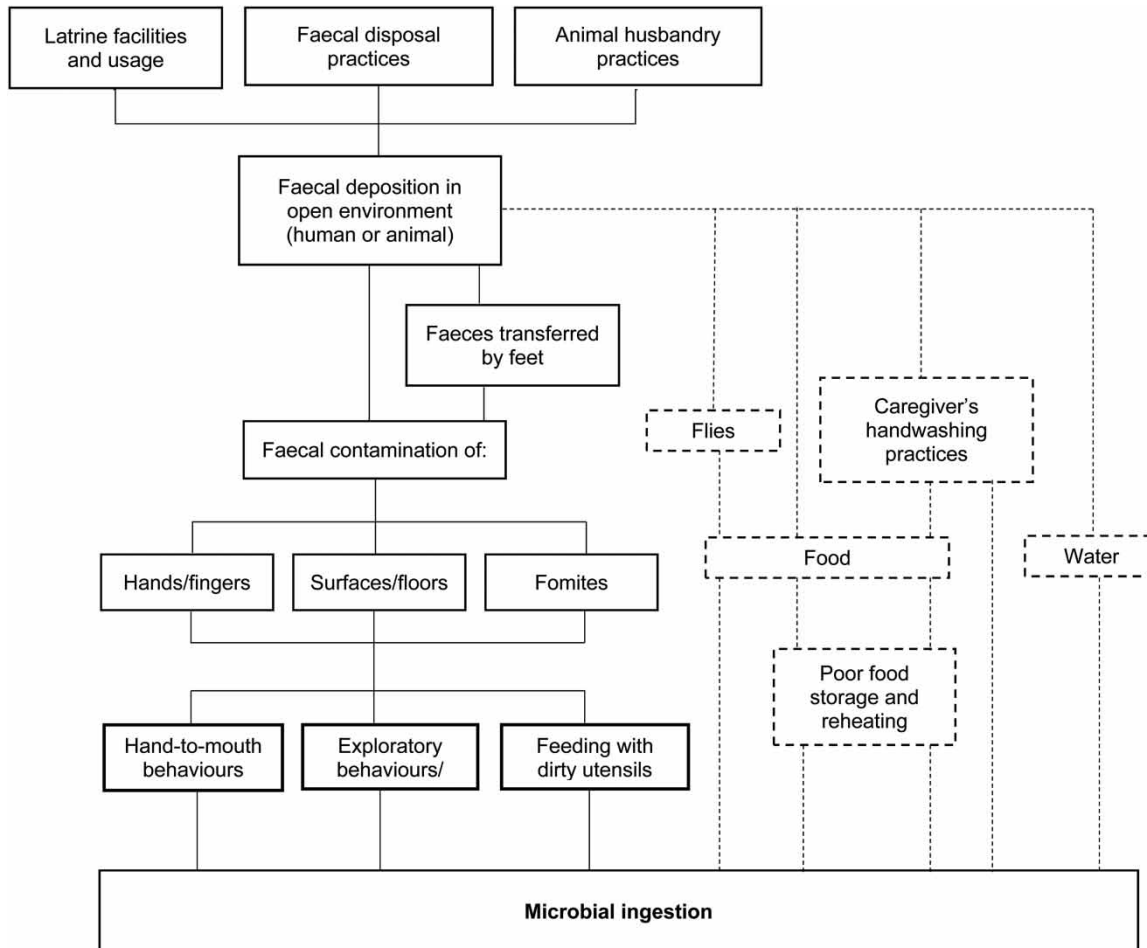 Latrine facilities
and usage
Faecal disposal
practices
Animal husbandry
practices
Faecal deposition in
open environment
(human or animal)
Faeces transferred
by feet
Faecal contamination of:
Flies
Caregiver’s
handwashing
practices
Hands/fingers
Surfaces/floors
Fomites
Food
Water
Poor food
storage and
reheating
Hand-to-mouth
behaviours
Exploratory
behaviours/
Feeding with
dirty utensils
Microbial ingestion